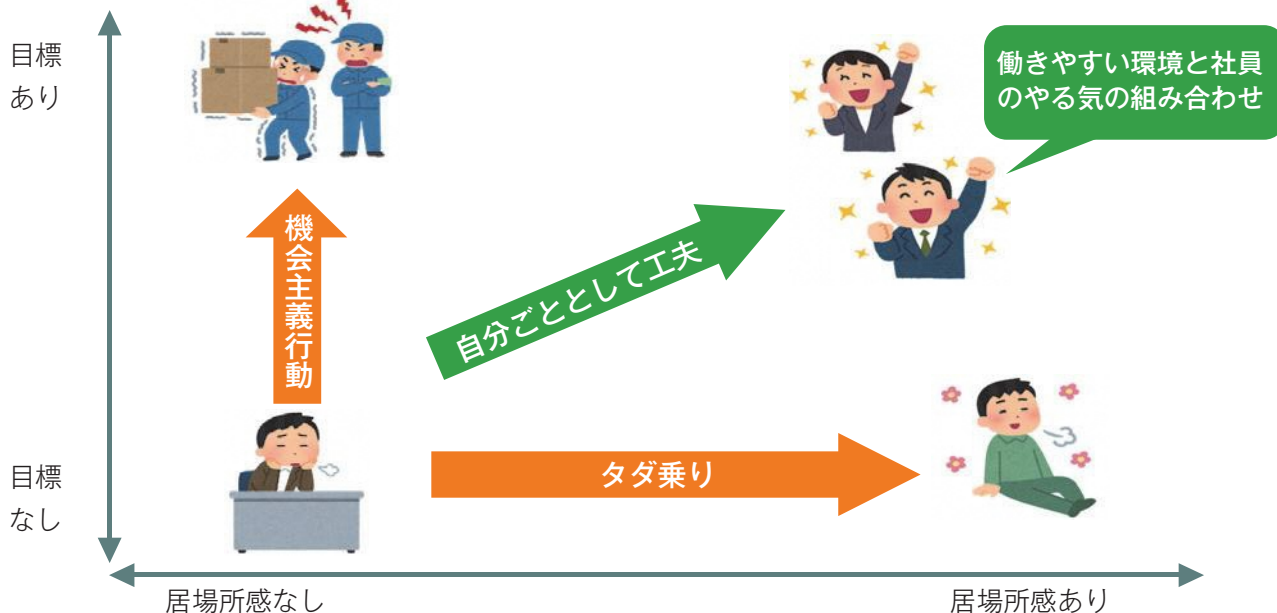 目標
あり
働きやすい環境と社員
のやる気の組み合わせ
機会主義行動
自分ごととして工夫
タダ乗り
目標
なし
居場所感なし
居場所感あり